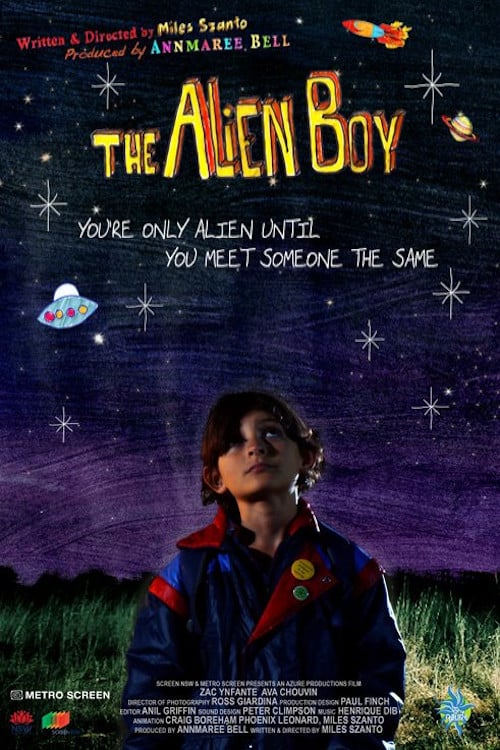 Written & Directed by Miles Szanto
Produced by ANNMAREE BELL
THE ALiEN BOY
YOU'RE ONLY ALIEN UNTIL
YOU MEET SOMEONE THE SAME
SCREEN NSW & METRO SCREEN PRESENTS AN AZURE PRODUCTIONS FILM
ZAC YNFANTE AVA CHOUVIN
DIRECTOR OF PHOTOGRAPHY ROSS GIARDINA PRODUCTION DESIGN PAUL FINCH
EDITOR ANIL GRIFFIN SOUND DESIGN PETER CLIMPSON MUSIC HENRIQUE DIB
ANIMATION CRAIG BOREHAM PHOENIX LEONARD, MILES SZANTO
PRODUCED BY ANNMAREE BELL WRITTEN & DIRECTED BY MILES SZANTO
METRO SCREEN
NSW
AZURE